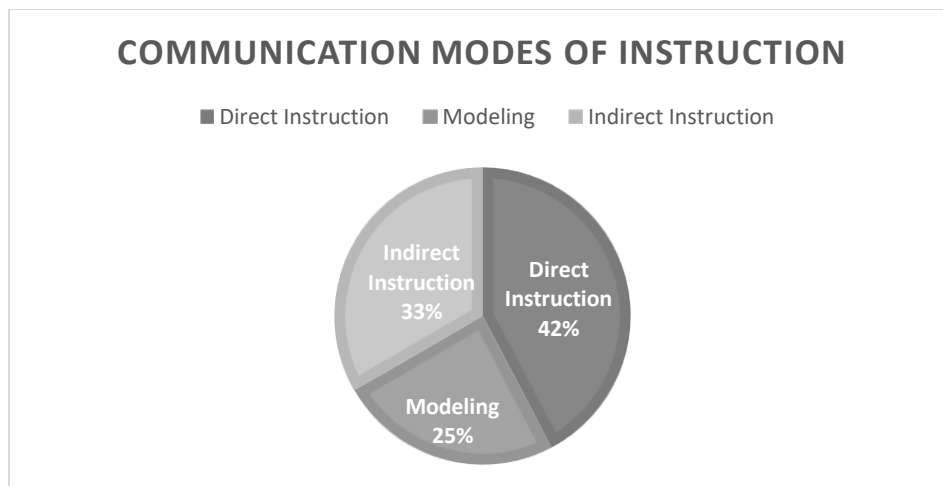 COMMUNICATION MODES OF INSTRUCTION
Direct Instruction Modeling Indirect Instruction
Indirect
Instruction
33%
Direct
Instruction
42%
Modeling
25%